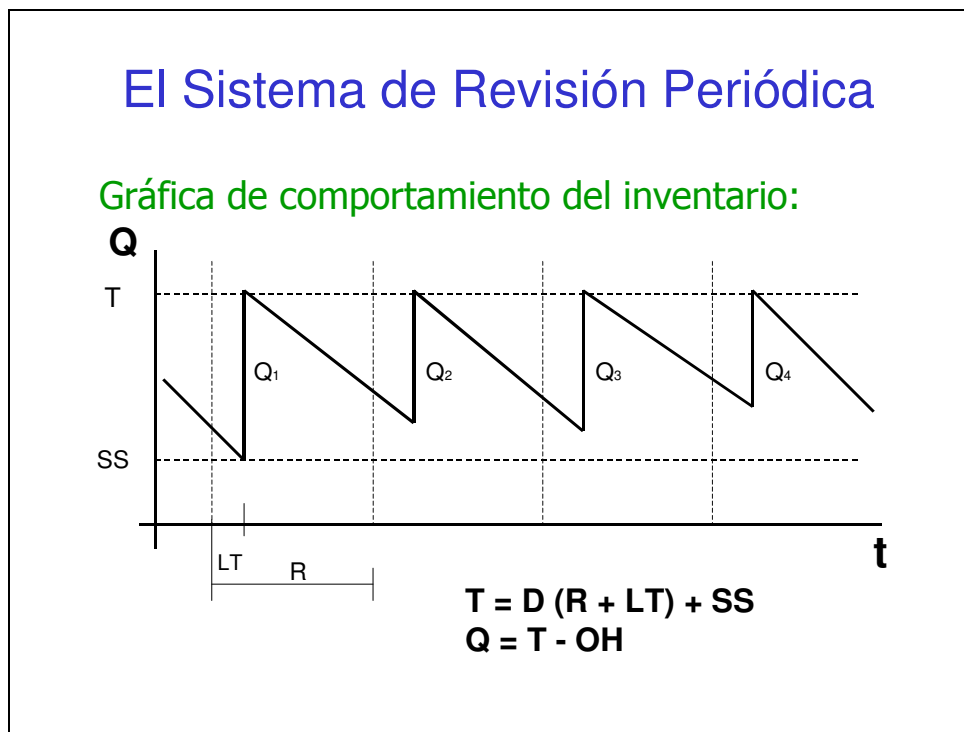 El Sistema de Revisión Periódica
Gráfica de comportamiento del inventario:
Q
T
Q1
Q2
Q3
Q4
SS
t
LT
R
T = D (R + LT) + SS
Q = T - OH